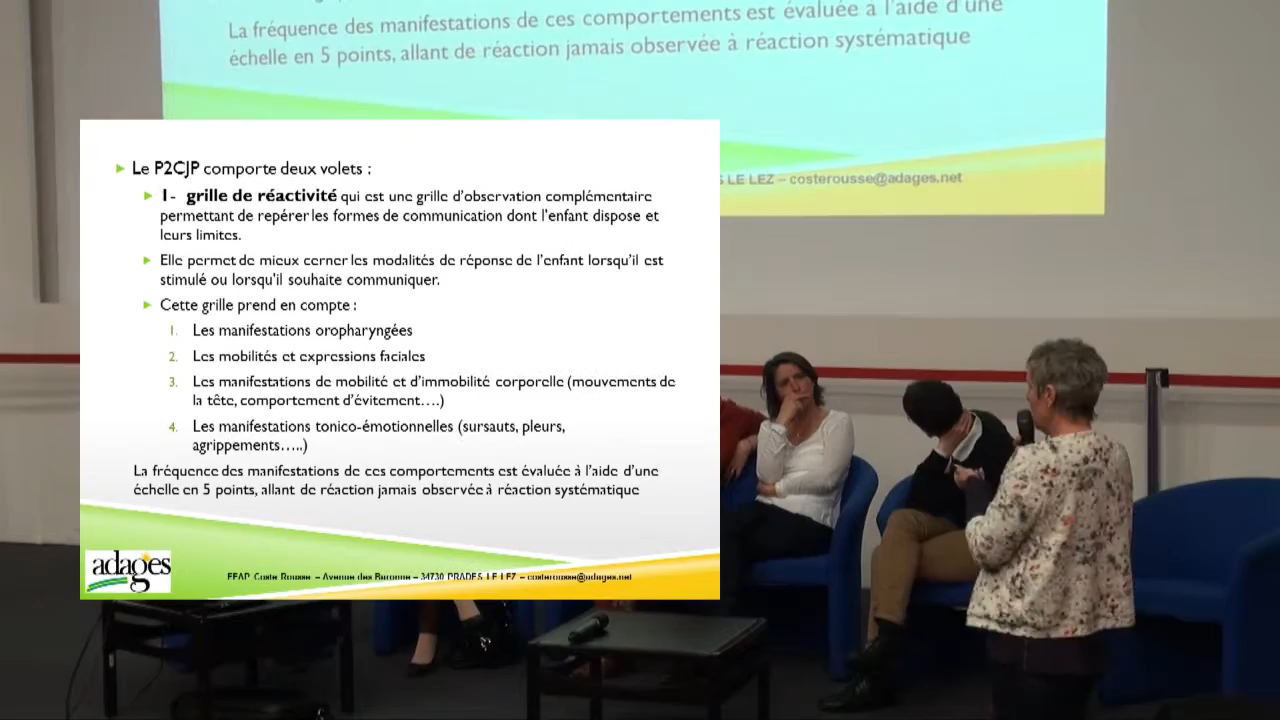 La fréquence des manifestations de ces comportements est évaluée à l'aide d'une
échelle en 5 points, allant de réaction jamais observée à réaction systématique
LE LEZ – costerousse@adages.net
Le P2CJP comporte deux volets :
1- grille de réactivité qui est une grille d'observation complémentaire
permettant de repérer les formes de communication dont l'enfant dispose et
leurs limites.
Elle permet de mieux cerner les modalités de réponse de l'enfant lorsqu'il est
stimulé ou lorsqu'il souhaite communiquer.
Cette grille prend en compte :
1. Les manifestations oropharyngées
2. Les mobilités et expressions faciales
3. Les manifestations de mobilité et d'immobilité corporelle (mouvements de
la tête, comportement d'évitement….)
4. Les manifestations tonico-émotionnelles (sursauts, pleurs,
agrippements…..)
La fréquence des manifestations de ces comportements est évaluée à l'aide d'une
échelle en 5 points, allant de réaction jamais observée à réaction systématique
adages
EEAP Coste Rousse – Avenue des Baronne – 34730 PRADES LE LEZ – costerousse@adages.net